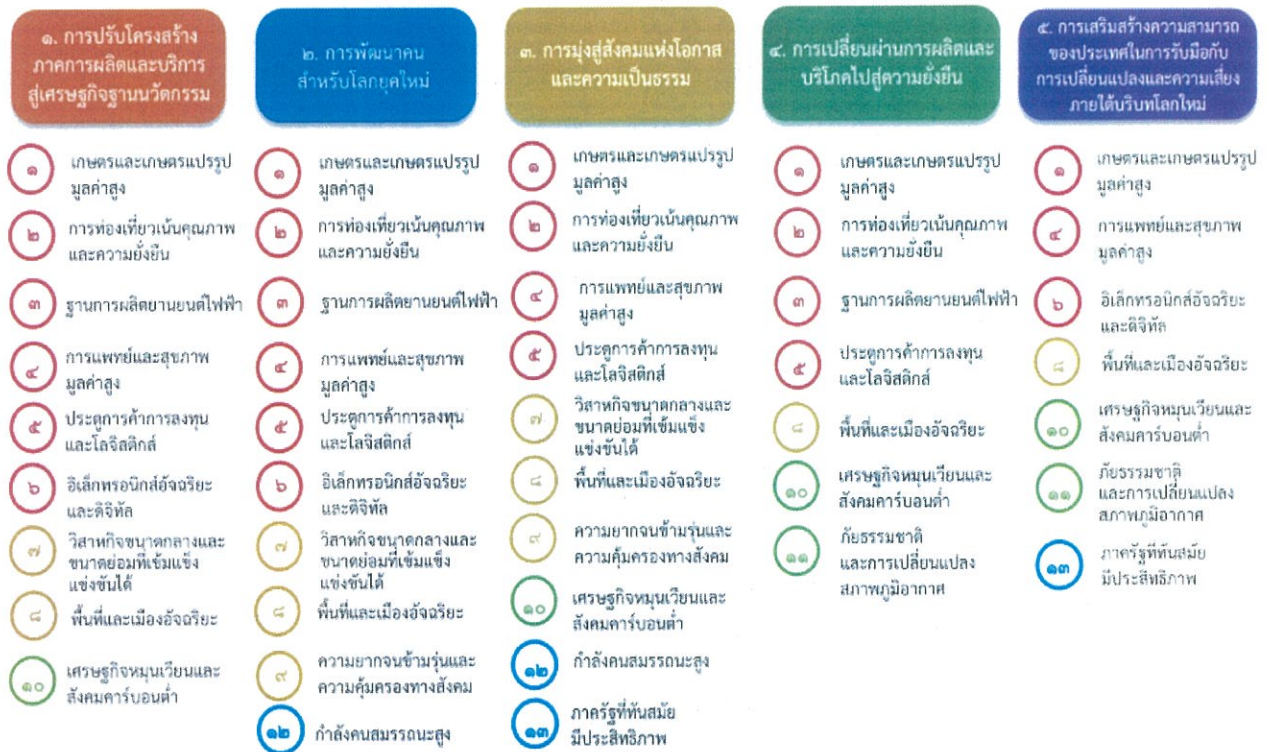 ๑. การปรับโครงสร้าง
ภาคการผลิตและบริการ
สู่เศรษฐกิจฐานนวัตกรรม
๑
เกษตรและเกษตรแปรรูป
มูลค่าสูง
๒
การท่องเที่ยวเน้นคุณภาพ
และความยั่งยืน
๓
ฐานการผลิตยานยนต์ไฟฟ้า
๔
การแพทย์และสุขภาพ
มูลค่าสูง
๕
ประตูการค้าการลงทุน
และโลจิสติกส์
๖
อิเล็กทรอนิกส์อัจฉริยะ
และดิจิทัล
๗
วิสาหกิจขนาดกลางและ
ขนาดย่อมที่เข้มแข็ง
แข่งขันได้
๘
พื้นที่และเมืองอัจฉริยะ
๑๐
เศรษฐกิจหมุนเวียนและ
สังคมคาร์บอนต่ำ
๒. การพัฒนาคน
สำหรับโลกยุคใหม่
๑
เกษตรและเกษตรแปรรูป
มูลค่าสูง
๒
การท่องเที่ยวเน้นคุณภาพ
และความยั่งยืน
๓
ฐานการผลิตยานยนต์ไฟฟ้า
๔
การแพทย์และสุขภาพ
มูลค่าสูง
๕
ประตูการค้าการลงทุน
และโลจิสติกส์
๖
อิเล็กทรอนิกส์อัจฉริยะ
และดิจิทัล
๗
วิสาหกิจขนาดกลางและ
ขนาดย่อมที่เข้มแข็ง
แข่งขันได้
๘
พื้นที่และเมืองอัจฉริยะ
๙
ความยากจนข้ามรุ่นและ
ความคุ้มครองทางสังคม
๑๒
กำลังคนสมรรถนะสูง
๓. การมุ่งสู่สังคมแห่งโอกาส
และความเป็นธรรม
๑
เกษตรและเกษตรแปรรูป
มูลค่าสูง
๒
การท่องเที่ยวเน้นคุณภาพ
และความยั่งยืน
๔
การแพทย์และสุขภาพ
มูลค่าสูง
๕
ประตูการค้าการลงทุน
และโลจิสติกส์
๗
วิสาหกิจขนาดกลางและ
ขนาดย่อมที่เข้มแข็ง
แข่งขันได้
๘
พื้นที่และเมืองอัจฉริยะ
๙
ความยากจนข้ามรุ่นและ
ความคุ้มครองทางสังคม
๑๐
เศรษฐกิจหมุนเวียนและ
สังคมคาร์บอนต่ำ
๑๒
กำลังคนสมรรถนะสูง
๑๓
ภาครัฐที่ทันสมัย
มีประสิทธิภาพ
๔. การเปลี่ยนผ่านการผลิตและ
บริโภคไปสู่ความยั่งยืน
๑
เกษตรและเกษตรแปรรูป
มูลค่าสูง
๒
การท่องเที่ยวเน้นคุณภาพ
และความยั่งยืน
๓
ฐานการผลิตยานยนต์ไฟฟ้า
๕
ประตูการค้าการลงทุน
และโลจิสติกส์
๘
พื้นที่และเมืองอัจฉริยะ
๑๐
เศรษฐกิจหมุนเวียนและ
สังคมคาร์บอนต่ำ
๑๑
ภัยธรรมชาติ
และการเปลี่ยนแปลง
สภาพภูมิอากาศ
๕. การเสริมสร้างความสามารถ
ของประเทศในการรับมือกับ
การเปลี่ยนแปลงและความเสี่ยง
ภายใต้บริบทโลกใหม่
๑
เกษตรและเกษตรแปรรูป
มูลค่าสูง
๔
การแพทย์และสุขภาพ
มูลค่าสูง
๖
อิเล็กทรอนิกส์อัจฉริยะ
และดิจิทัล
๘
พื้นที่และเมืองอัจฉริยะ
๑๐
เศรษฐกิจหมุนเวียนและ
สังคมคาร์บอนต่ำ
๑๑
ภัยธรรมชาติ
และการเปลี่ยนแปลง
สภาพภูมิอากาศ
๑๓
ภาครัฐที่ทันสมัย
มีประสิทธิภาพ